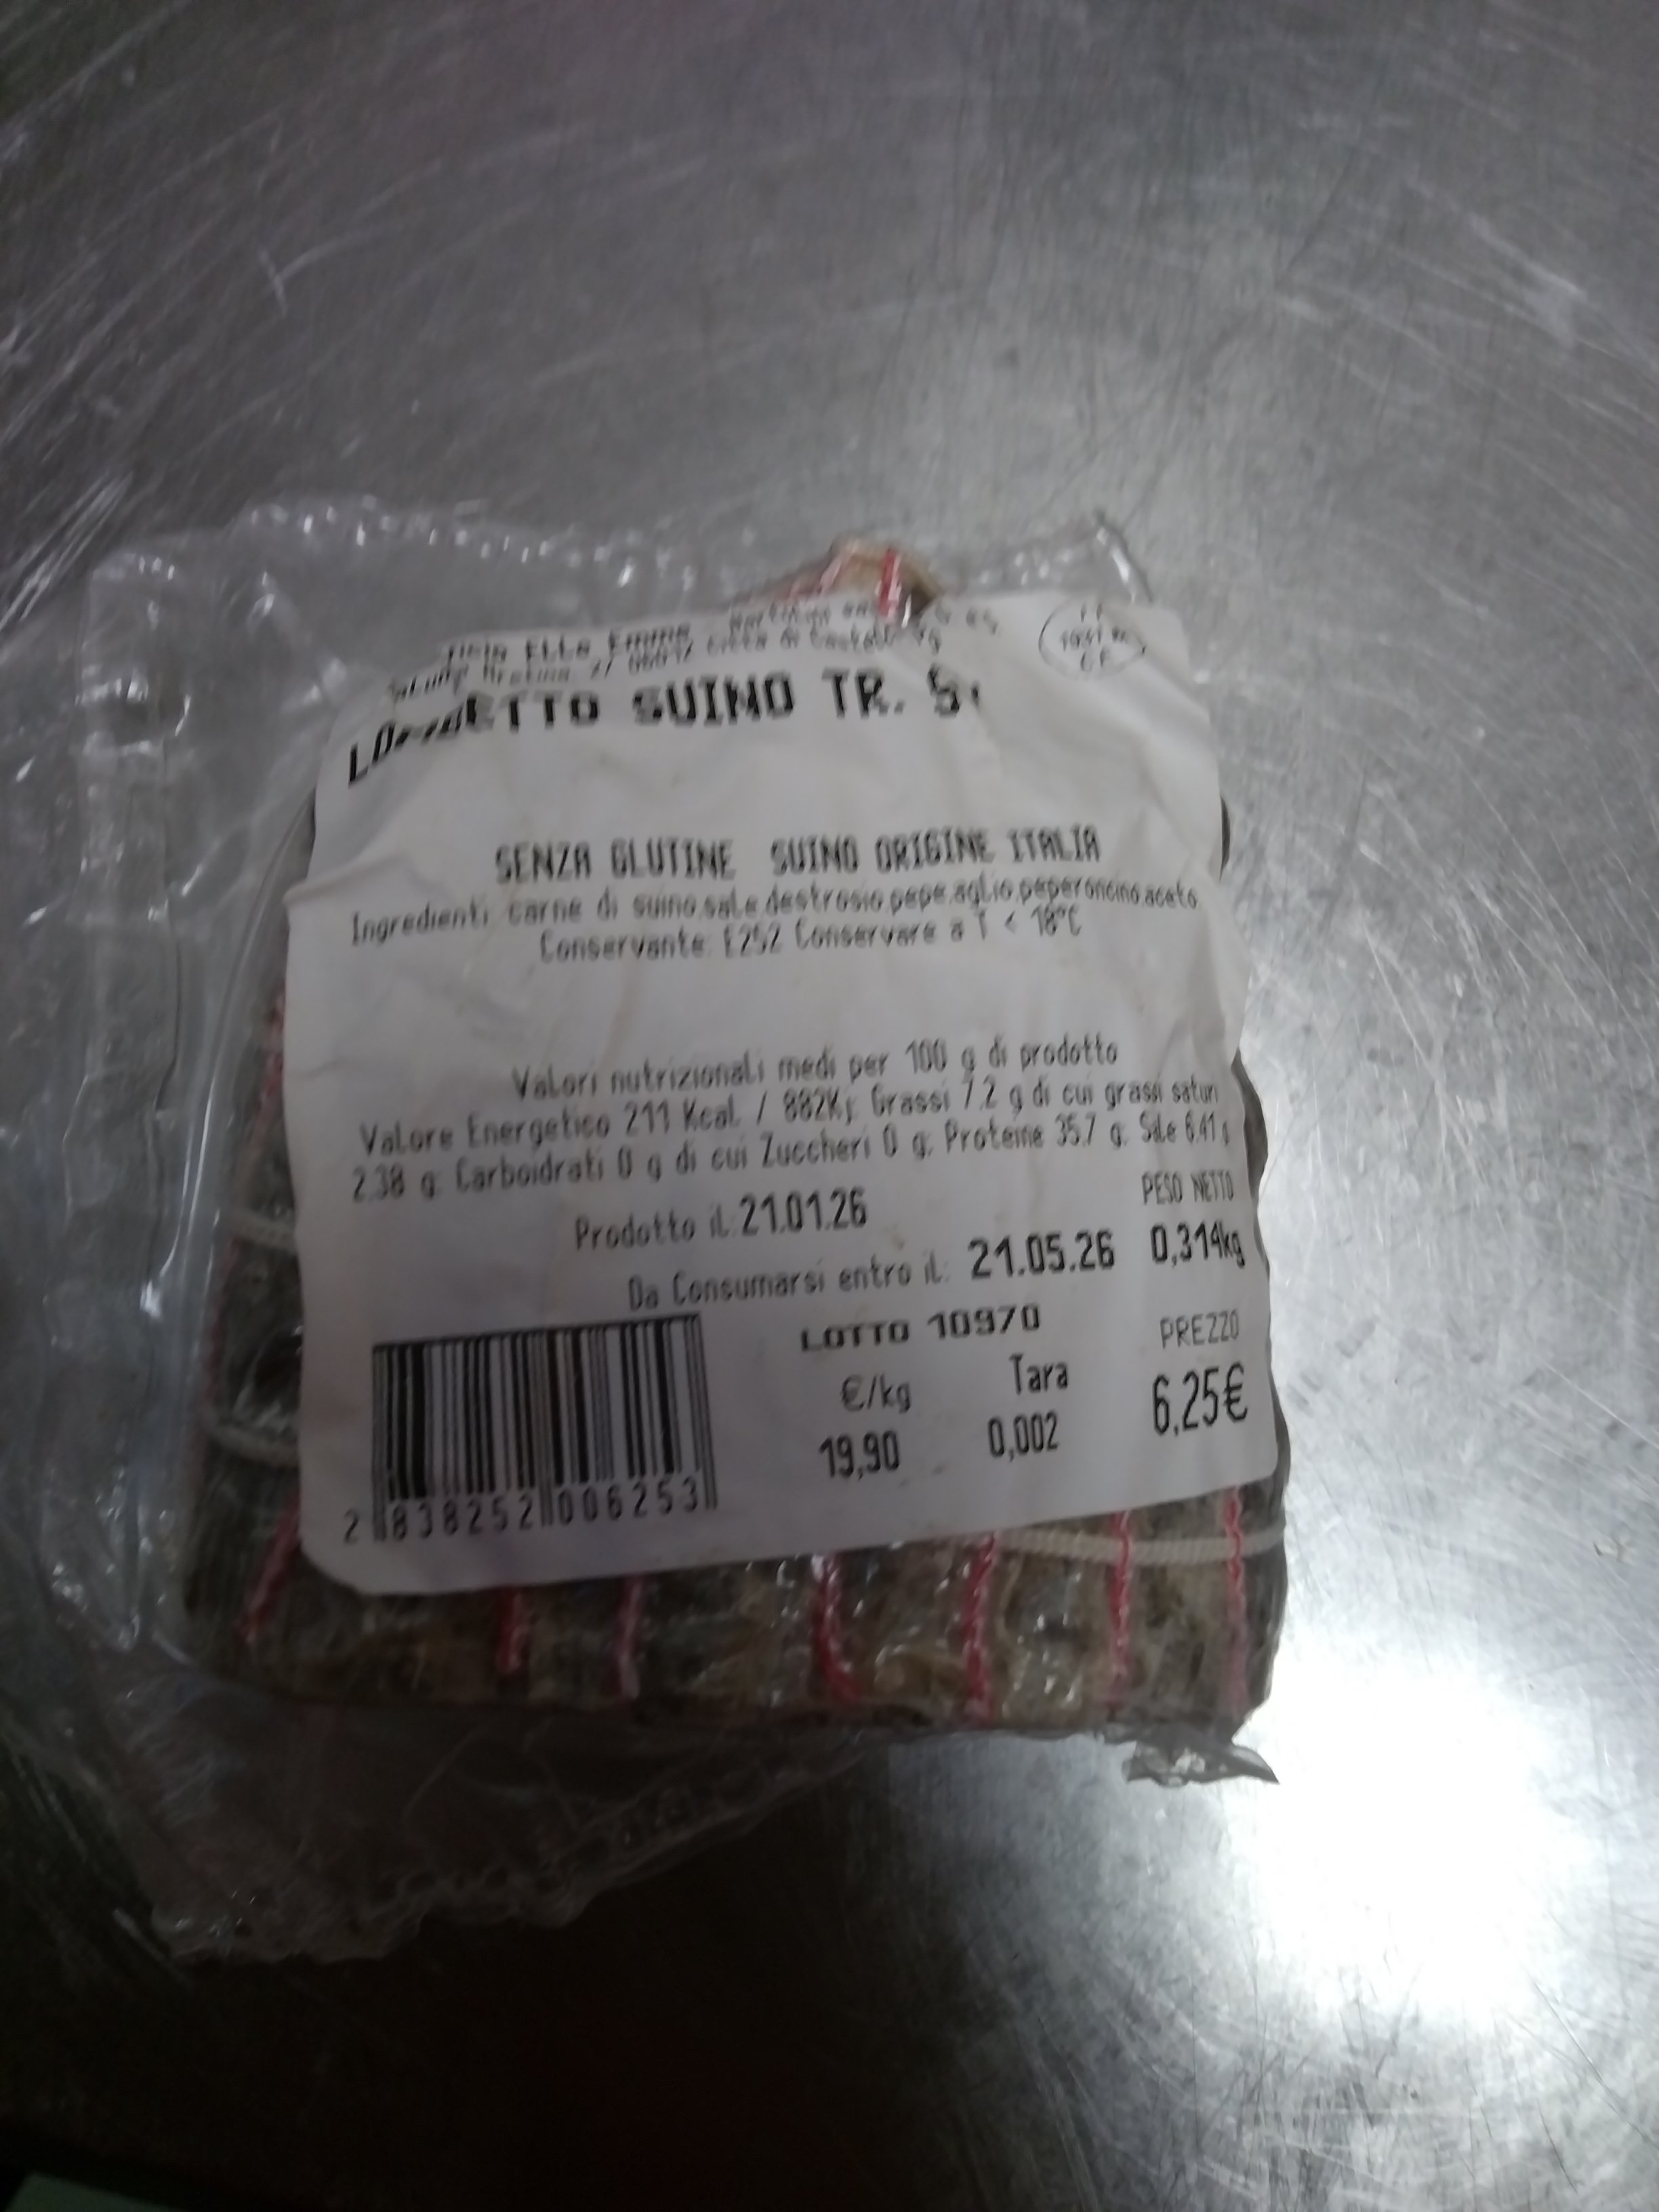 Città di Castello
LOMBETTO SUINO TR. S.
SENZA GLUTINE SUINO ORIGINE ITALIA
Ingredienti: carne di suino,sale,destrosio,pepe,aglio,peperoncino,aceto.
Conservante: E252 Conservare a T < 18°C
Valori nutrizionali medi per 100 g di prodotto
Valore Energetico 211 Kcal. / 882Kj; Grassi 7.2 g di cui grassi saturi
2.38 g; Carboidrati 0 g di cui Zuccheri 0 g; Proteine 35.7 g; Sale 6.41 g
PESO NETTO
Prodotto il: 21.01.26
Da Consumarsi entro il: 21.05.26 0,314kg
LOTTO 10970
PREZZO
€/kg Tara
19,90 0,002 6,25€
2 838252 006253